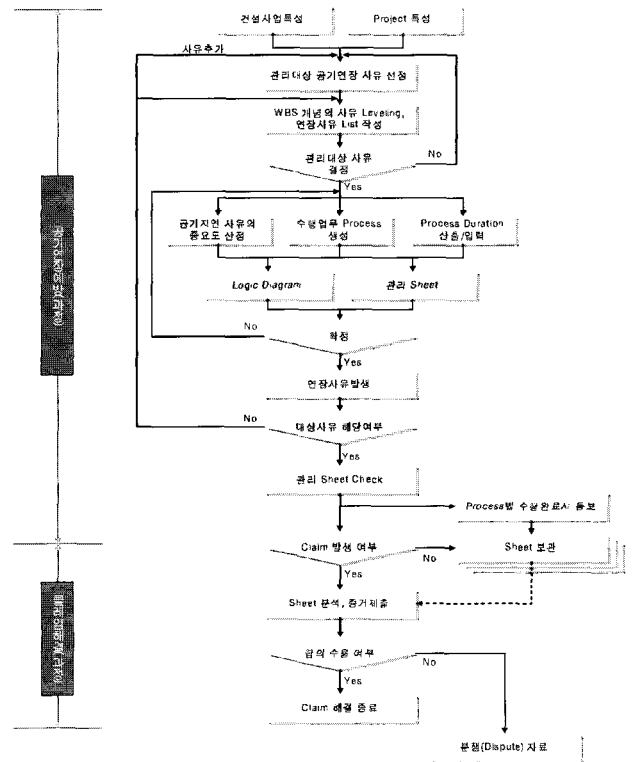 건설사업특성
Project 특성
사유추가
관리대상 공기연장 사유 선정
WBS 개념의 사유 Leveling,
연장사유 List 작성
관리대상 사유
결정
No
Yes
공기지연 사유의
중요도 산정
수행업무 Process
생성
Process Duration
산출/입력
Logic Diagram
관리 Sheet
No
확정
Yes
연장사유발생
No
대상사유 해당여부
Yes
관리 Sheet Check
Process별 수행완료시 통보
Claim 발생 여부
No
Sheet 보관
Yes
Sheet 분석, 증거제출
합의 수용 여부
No
Yes
Claim 해결 종료
분쟁(Dispute) 자료